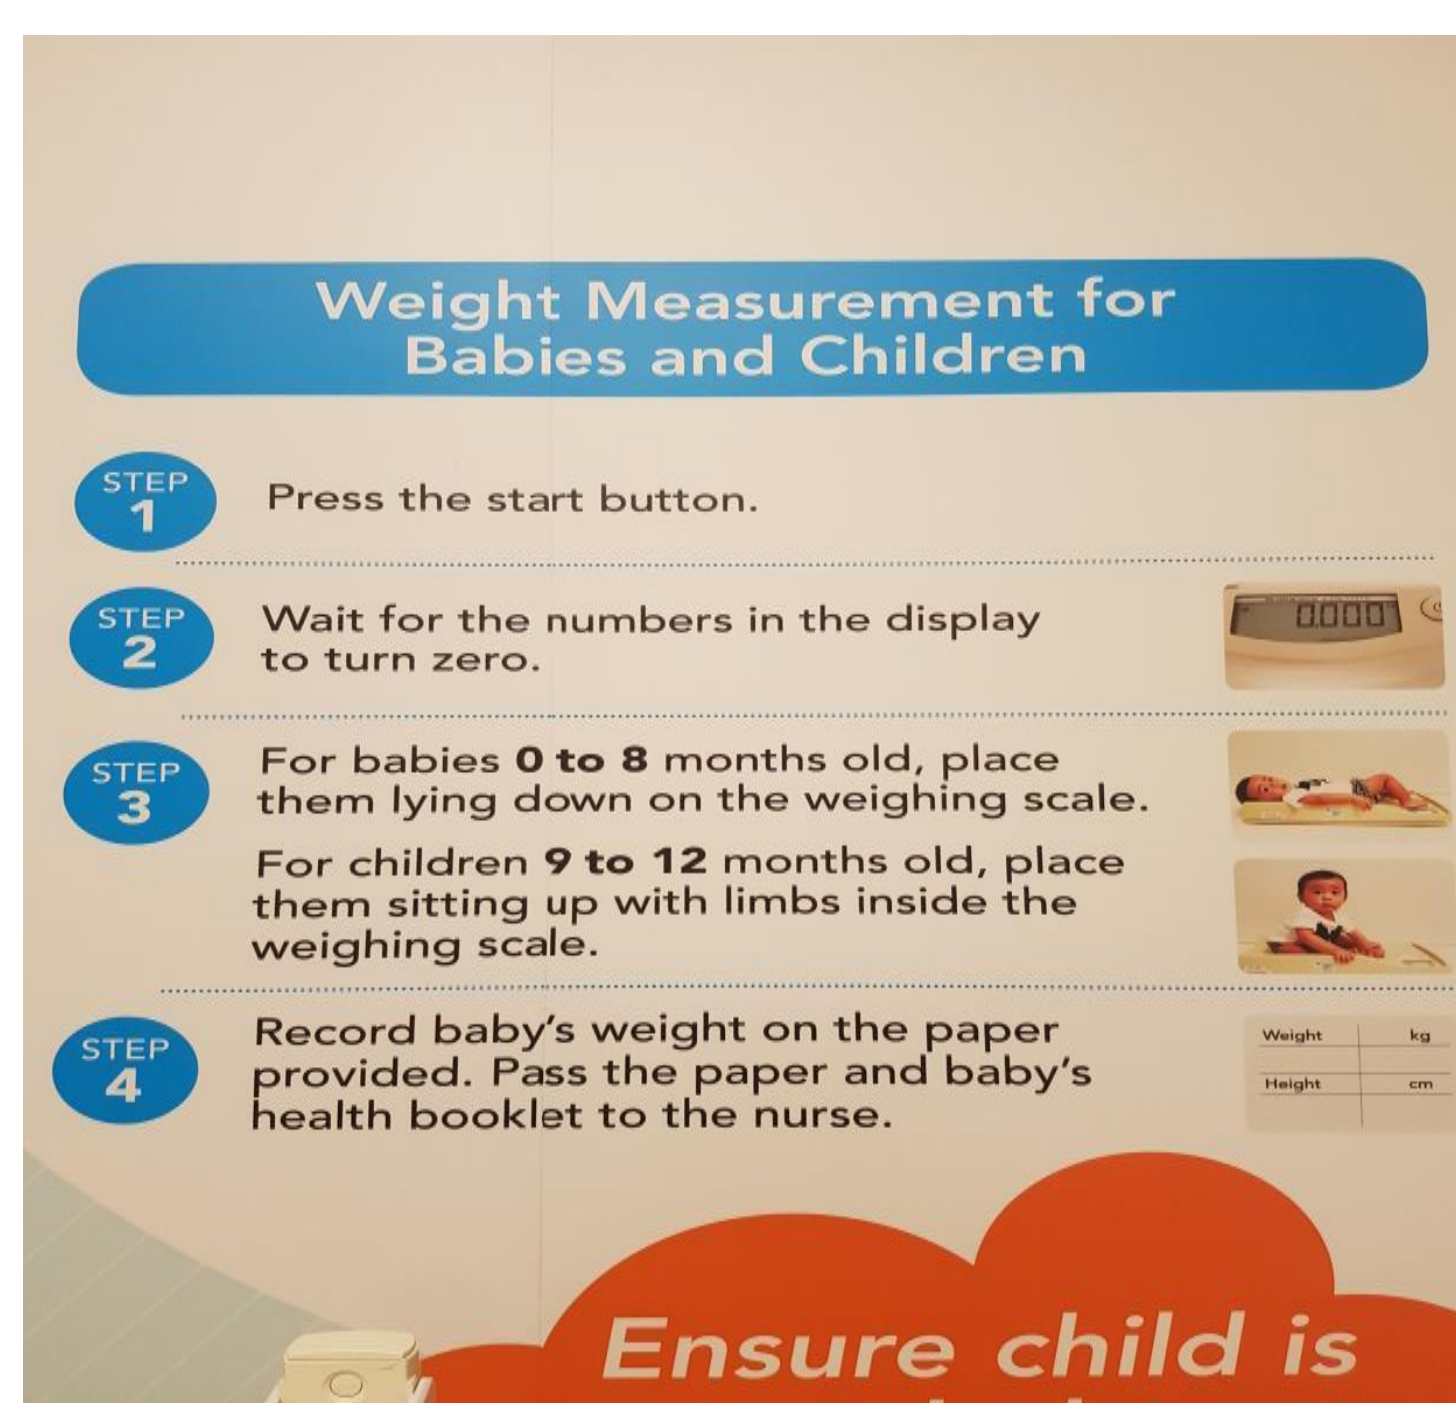 Weight Measurement for
Babies and Children
STEP
1
Press the start button.
STEP
2
Wait for the numbers in the display
to turn zero.
0.000
STEP
3
For babies 0 to 8 months old, place
them lying down on the weighing scale.
For children 9 to 12 months old, place
them sitting up with limbs inside the
weighing scale.
STEP
4
Record baby's weight on the paper
provided. Pass the paper and baby's
health booklet to the nurse.
Weight kg
Height cm
Ensure child is